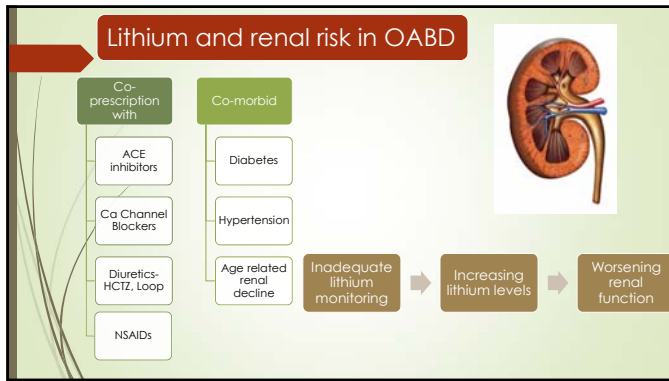 Lithium and renal risk in OABD
Co-
prescription
with
ACE
inhibitors
Ca Channel
Blockers
Diuretics-
HCTZ, Loop
NSAIDs
Co-morbid
Diabetes
Hypertension
Age related
renal
decline
Inadequate
lithium
monitoring
Increasing
lithium levels
Worsening
renal
function